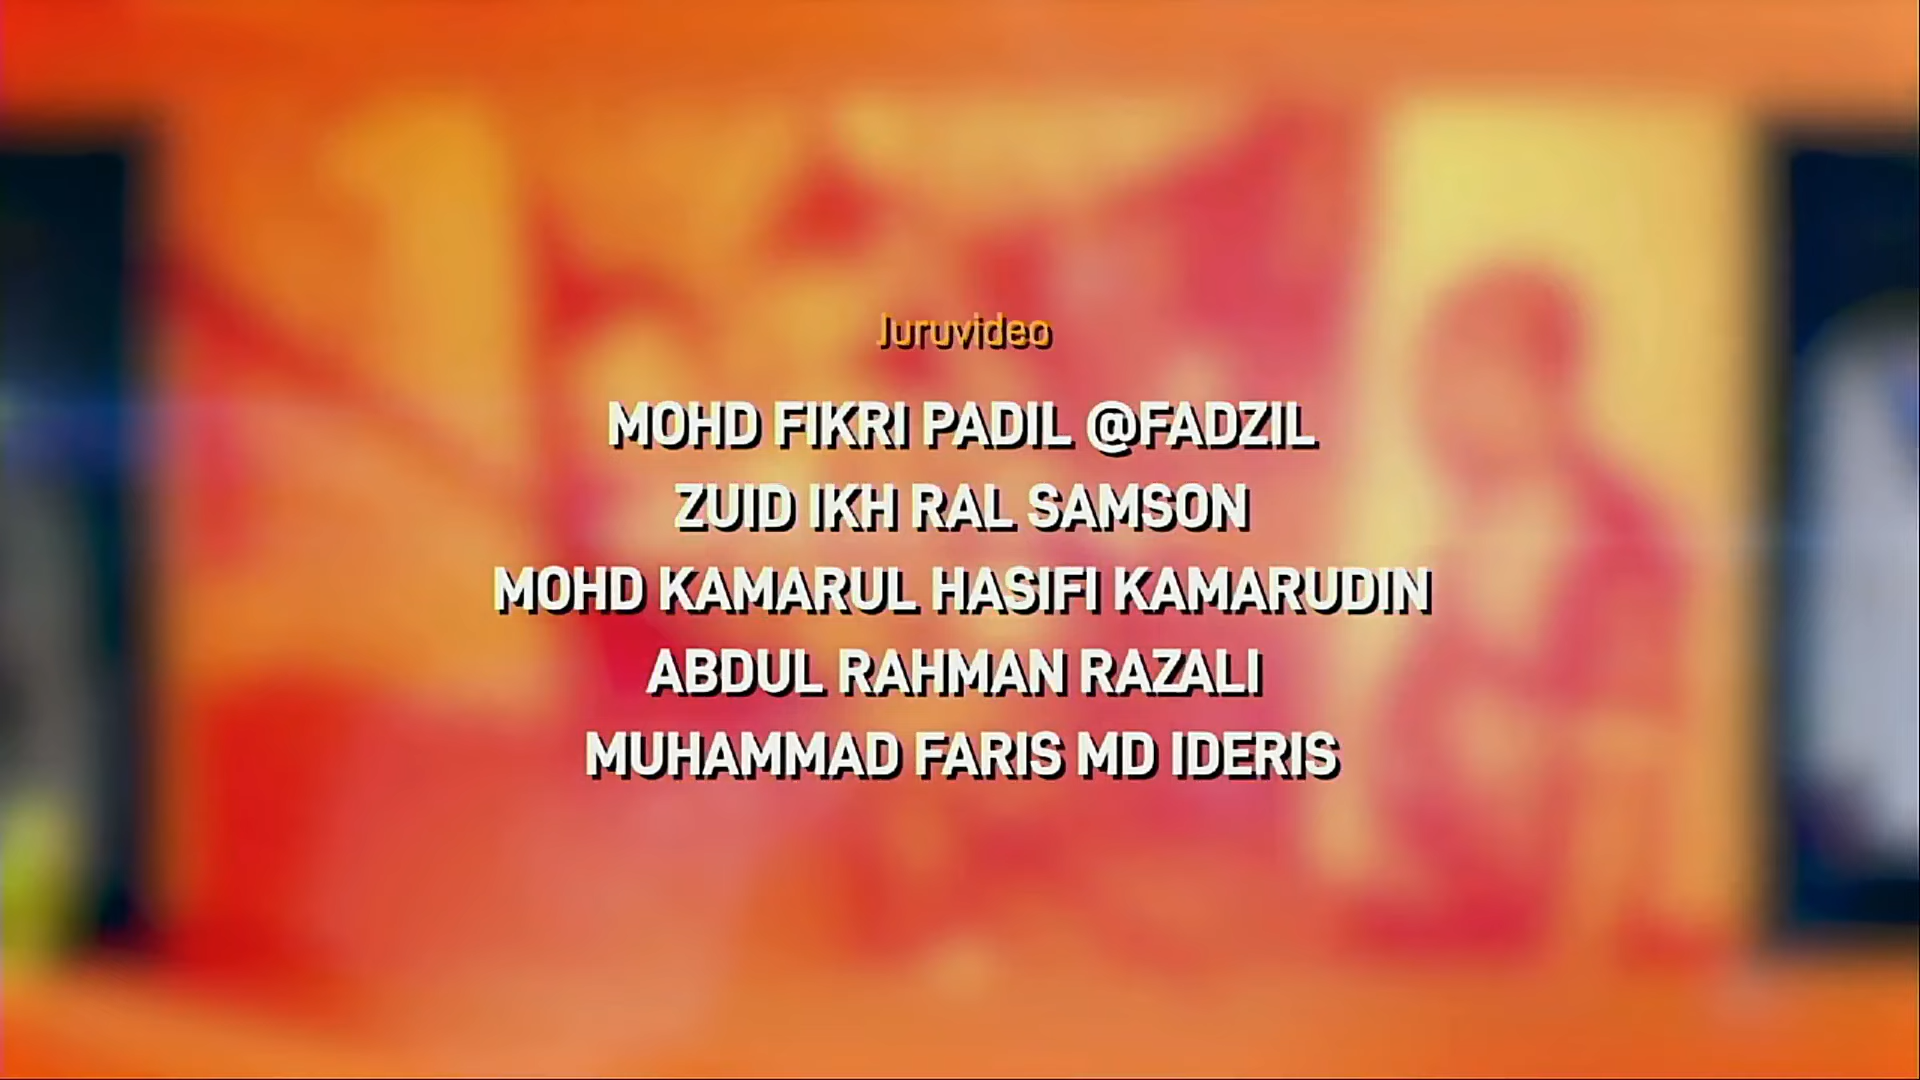 Juruvideo
MOHD FIKRI PADIL @FADZIL
ZUID IKH RAL SAMSON
MOHD KAMARUL HASIFI KAMARUDIN
ABDUL RAHMAN RAZALI
MUHAMMAD FARIS MD IDERIS